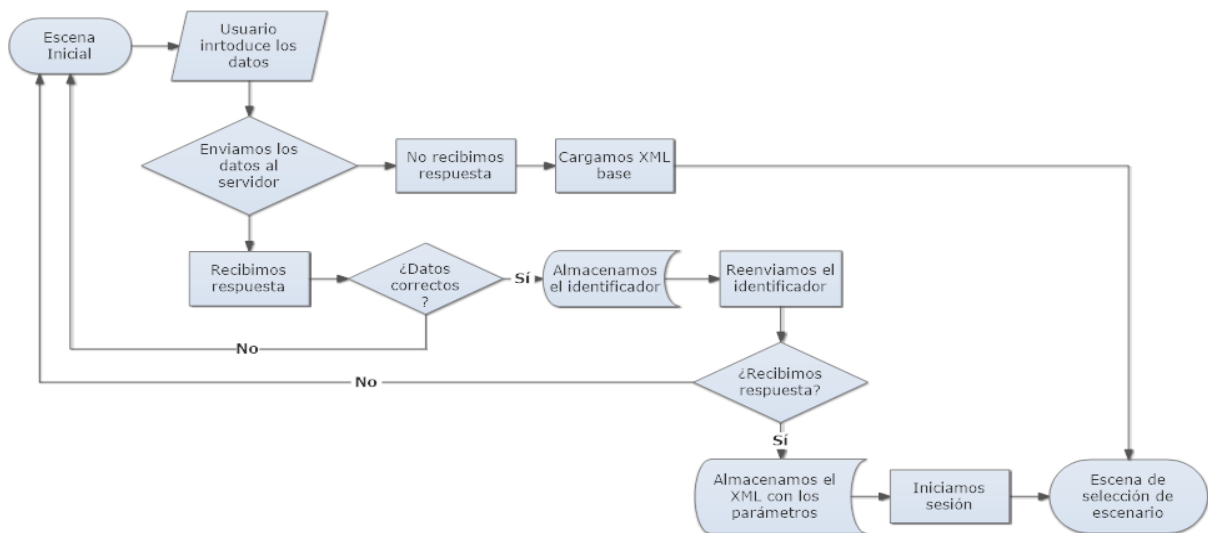 Escena
Inicial
Usuario
inrtoduce los
datos
Enviamos los
datos al
servidor
No recibimos
respuesta
Cargamos XML
base
Recibimos
respuesta
¿Datos
correctos
?
Sí
Almacenamos
el identificador
Reenviamos el
identificador
No
¿Recibimos
respuesta?
No
Sí
Almacenamos el
XML con los
parámetros
Iniciamos
sesión
Escena de
selección de
escenario